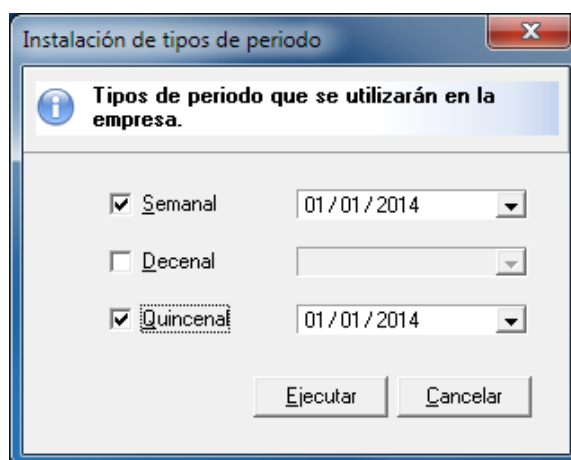 Instalación de tipos de periodo
Tipos de periodo que se utilizarán en la
empresa.
Semanal 01/01/2014
Decenal
Quincenal 01/01/2014
Ejecutar Cancelar